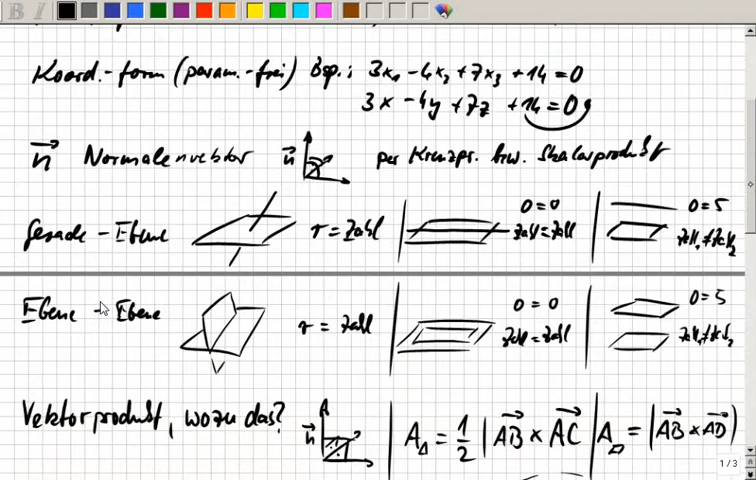 B I
Koord.-form (param.-frei) Bsp.: 3x₁ - 4x₂ + 7x₃ + 14 = 0
3x - 4y + 7z + 14 = 0
n⃗ Normalenvektor n⃗ per Kreuzpr. bzw. Skalarprodukt
Gerade - Ebene r = Zahl 0 = 0 0 = 5
Zahl = Zahl Zahl₁ ≠ Zahl₂
Ebene - Ebene r = Zahl 0 = 0 0 = 5
Zahl = Zahl Zahl₁ ≠ Zahl₂
Vektorprodukt, wozu das? n⃗ A△ = 1/2 |AB⃗ × AC⃗| A▱ = |AB⃗ × AD⃗|
1 / 3